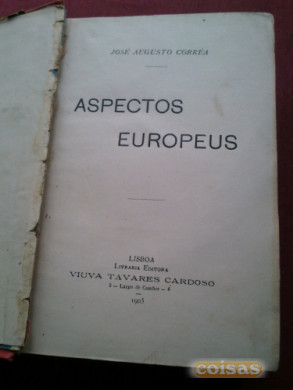 JOSÉ AUGUSTO CORRÊA
ASPECTOS
EUROPEUS
LISBOA
LIVRARIA EDITORA
VIUVA TAVARES CARDOSO
5 — Largo de Camões — 6
1903
coisas